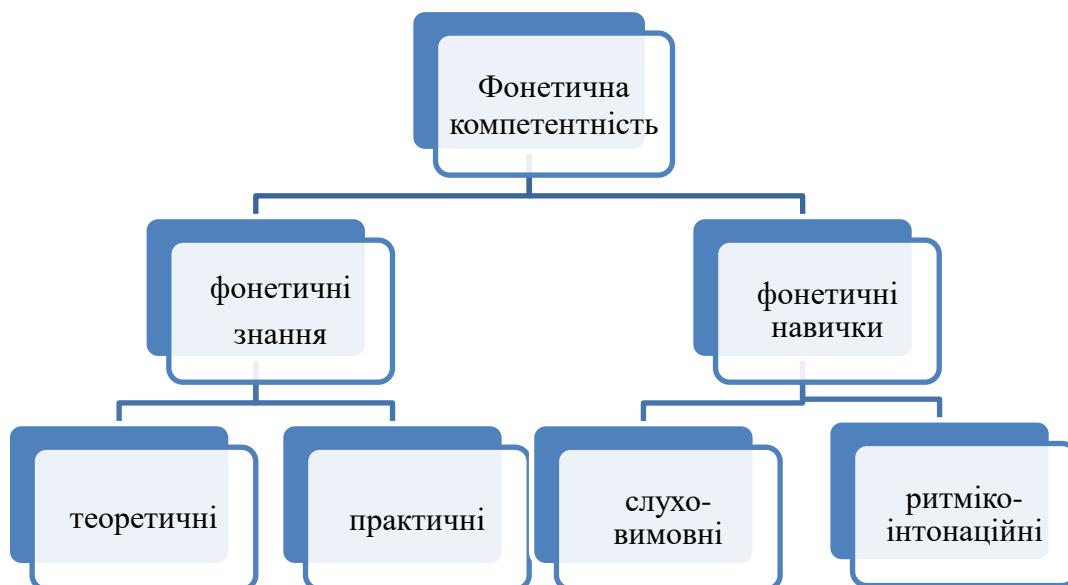 Фонетична
компетентність
фонетичні
знання
фонетичні
навички
теоретичні
практичні
слухо-
вимовні
ритміко-
інтонаційні